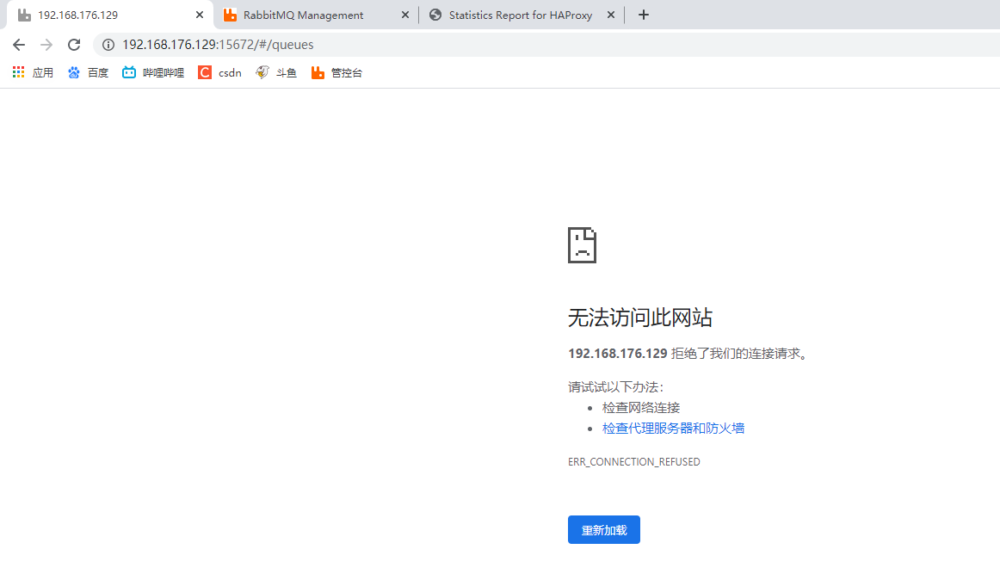 192.168.176.129
RabbitMQ Management
Statistics Report for HAProxy
192.168.176.129:15672/#/queues
应用 百度 哔哩哔哩 csdn 斗鱼 管控台
无法访问此网站
192.168.176.129 拒绝了我们的连接请求。
请试试以下办法:
检查网络连接
检查代理服务器和防火墙
ERR_CONNECTION_REFUSED
重新加载